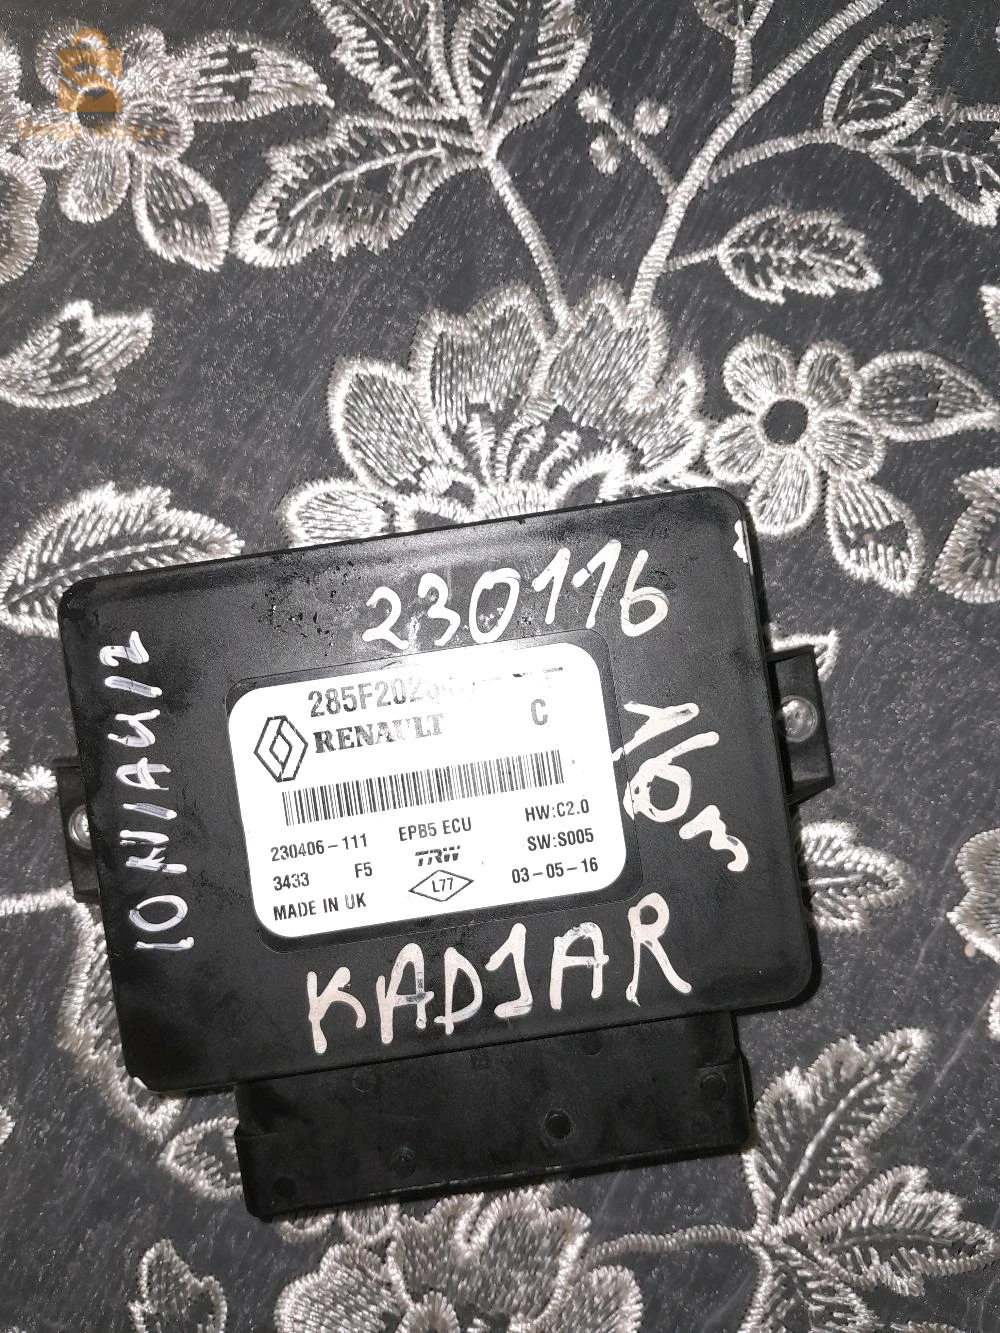 230116
285F202
RENAULT
C
230406-111
EPB5 ECU
HW:C2.0
3433
F5
TRW
SW:S005
MADE IN UK
L77
03-05-16
KADJAR